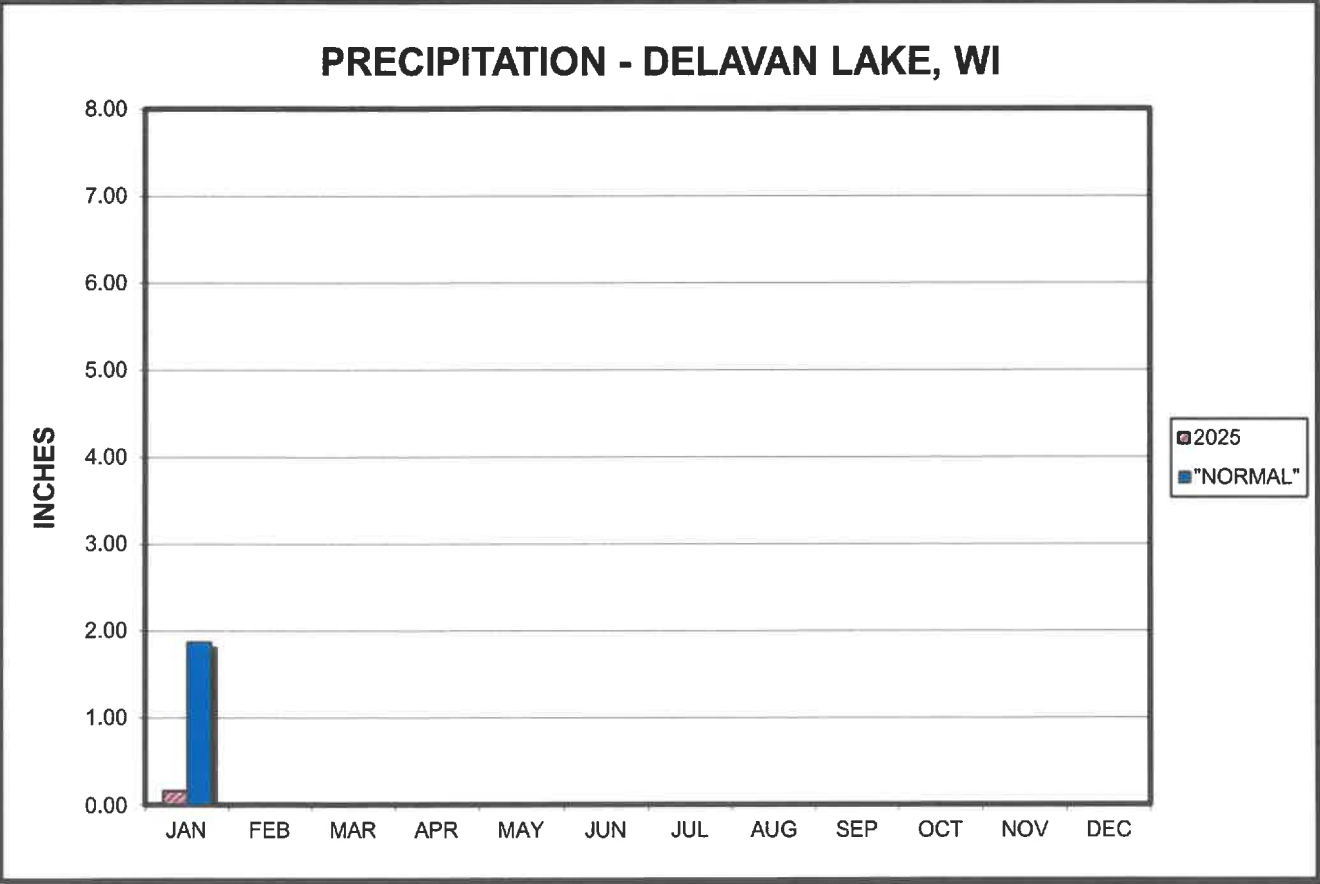 PRECIPITATION - DELAVAN LAKE, WI
8.00
7.00
6.00
5.00
4.00
3.00
2.00
1.00
0.00
INCHES
JAN FEB MAR APR MAY JUN JUL AUG SEP OCT NOV DEC
2025
"NORMAL"